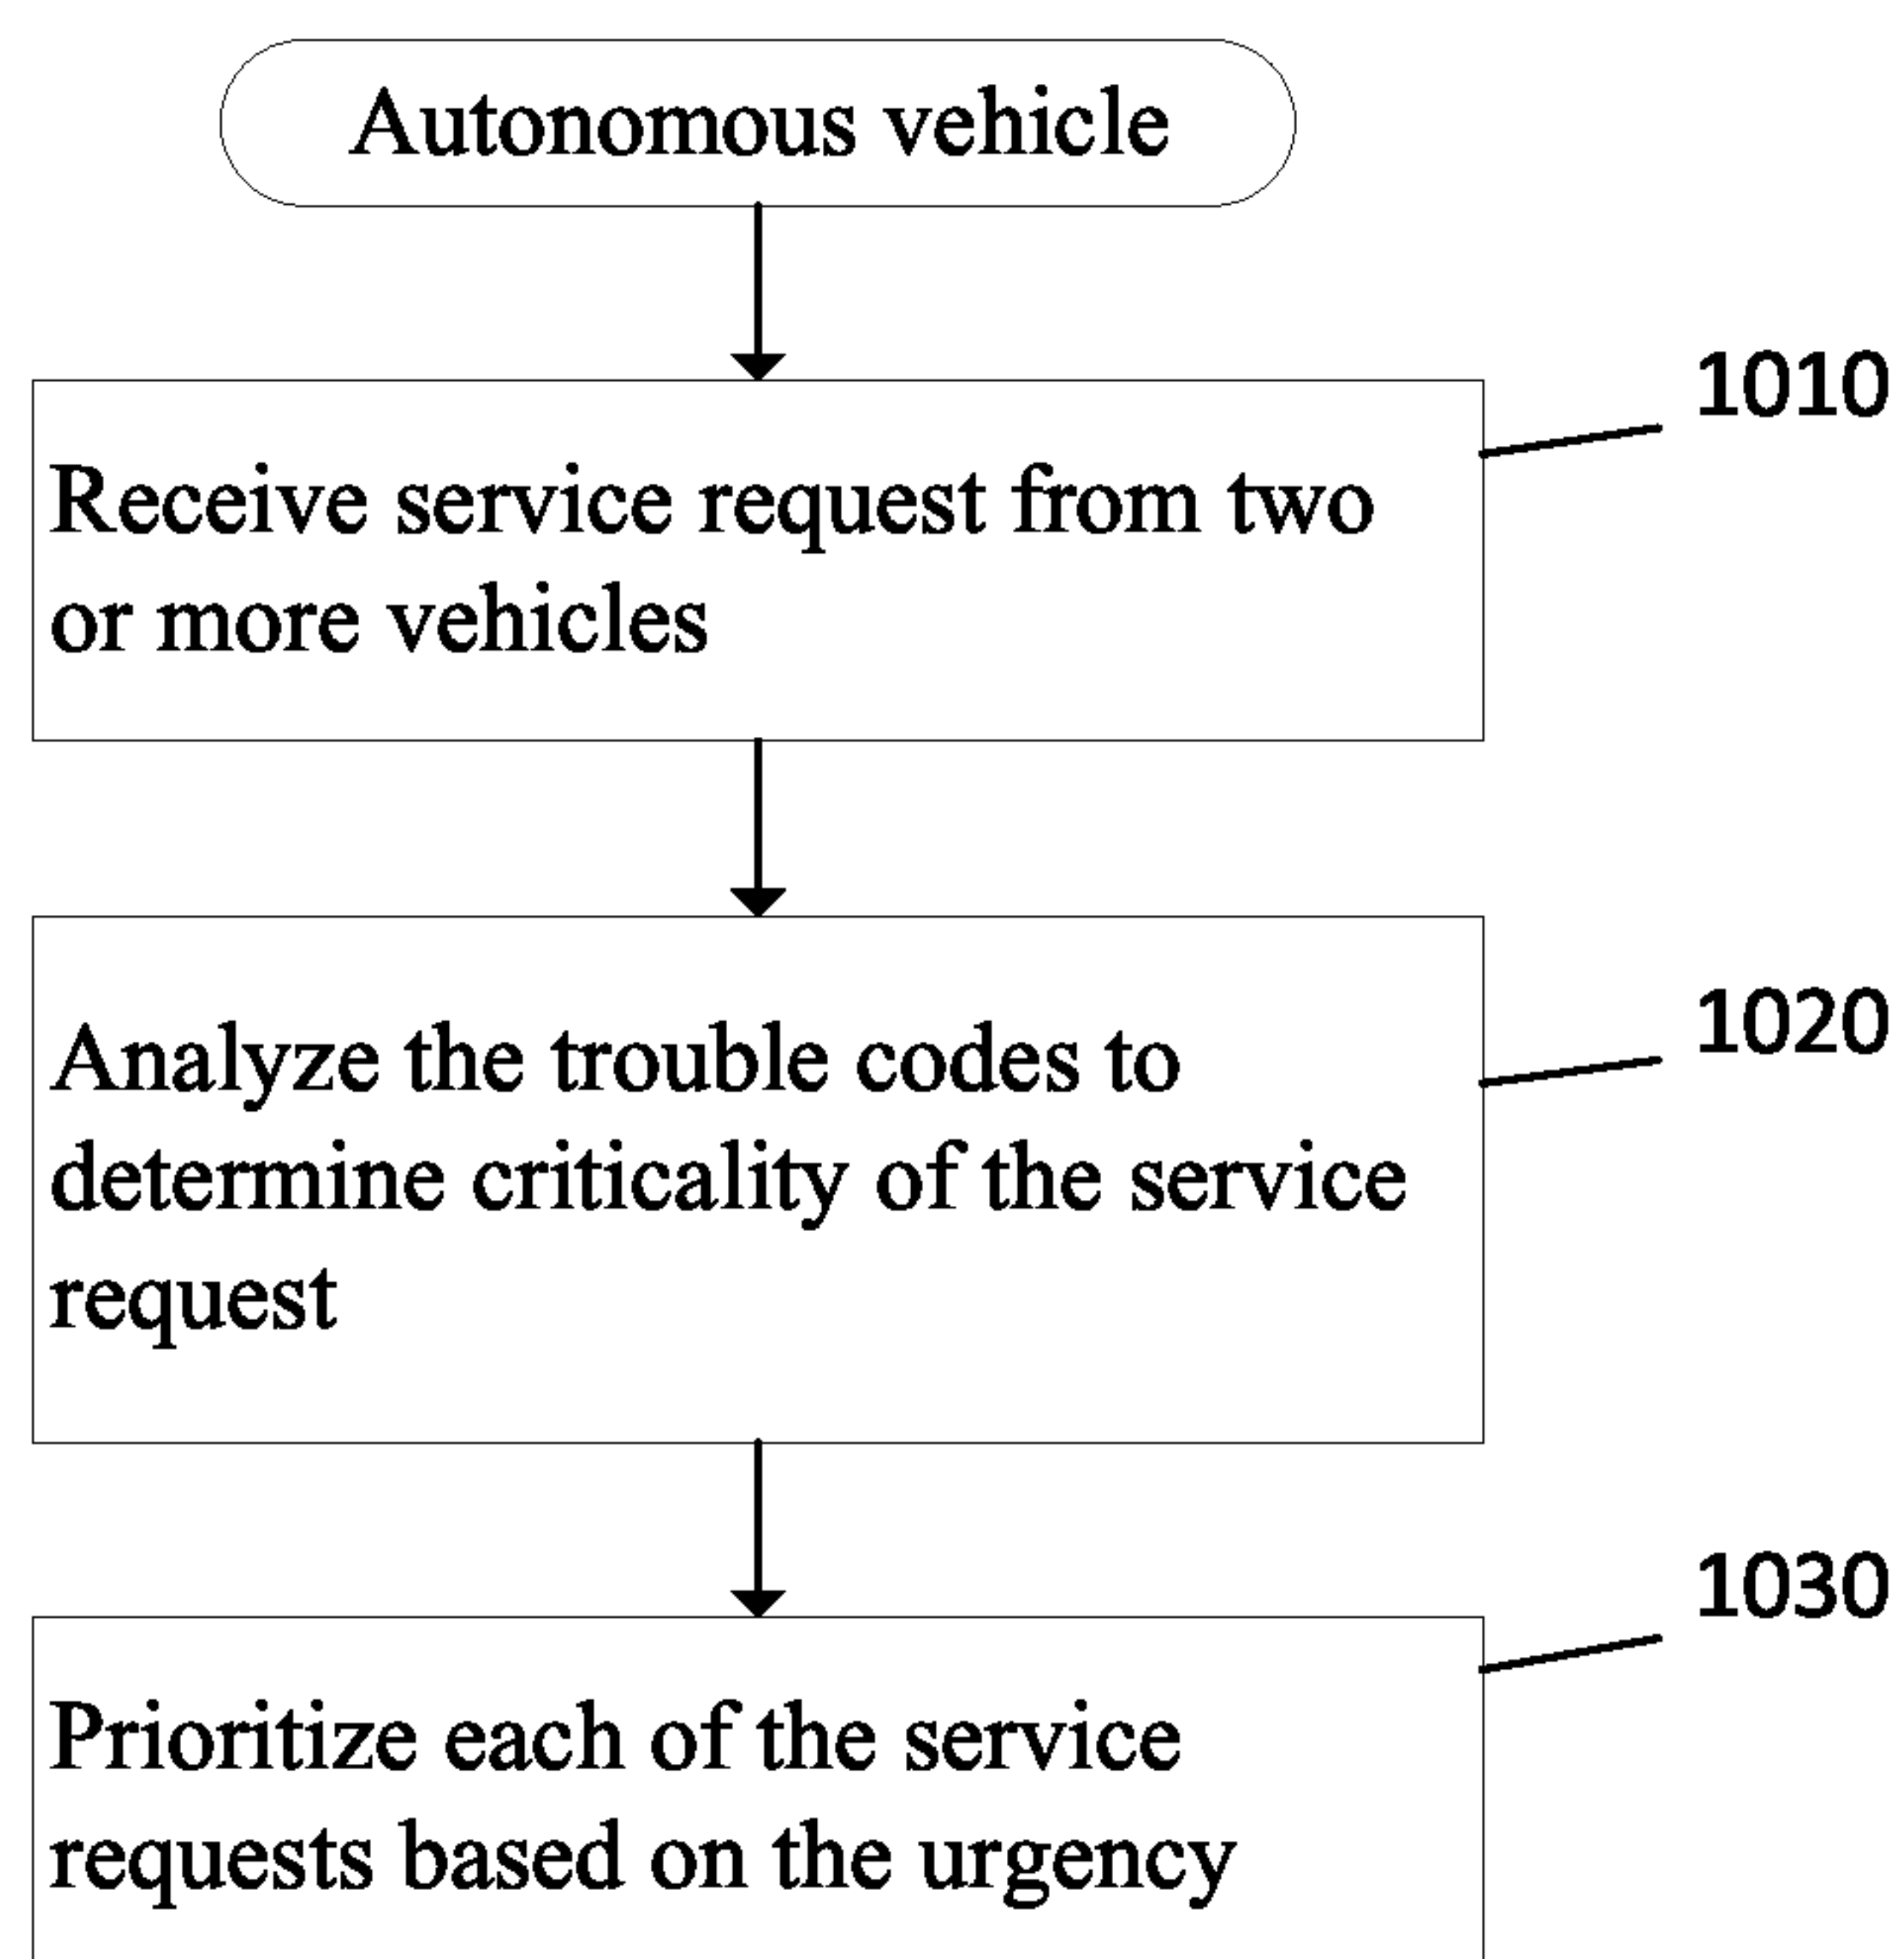 Autonomous vehicle
1010
Receive service request from two
or more vehicles
1020
Analyze the trouble codes to
determine criticality of the service
request
1030
Prioritize each of the service
requests based on the urgency